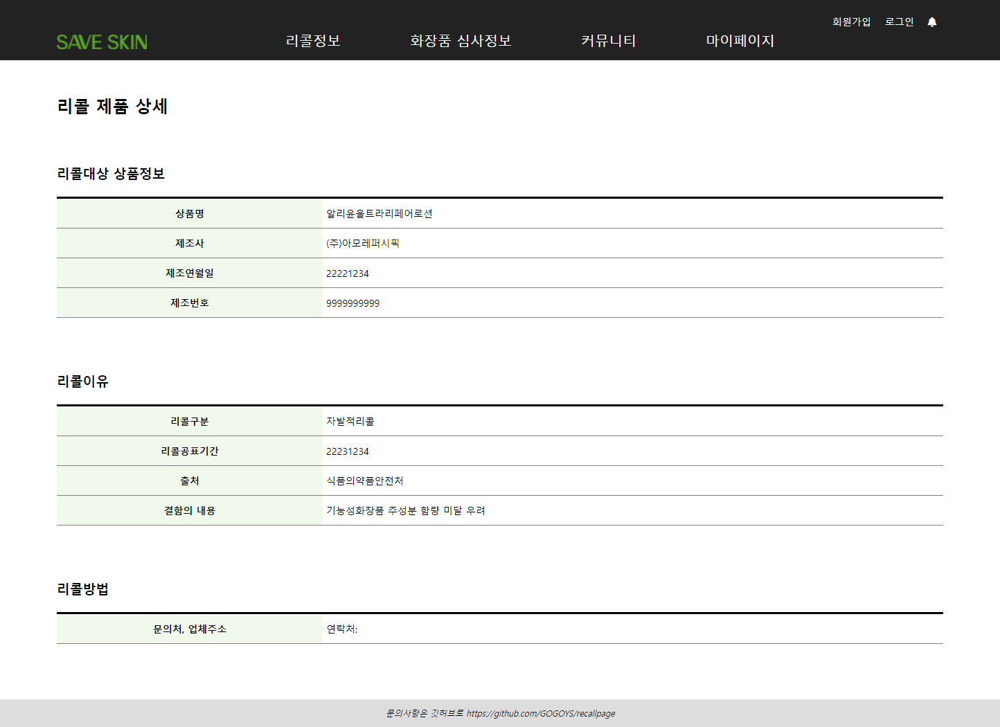 회원가입 로그인
SAVE SKIN 리콜정보 화장품 심사정보 커뮤니티 마이페이지
리콜 제품 상세
리콜대상 상품정보
상품명 알리윤울트라리페어로션
제조사 (주)아모레퍼시픽
제조연월일 22221234
제조번호 9999999999
리콜이유
리콜구분 자발적리콜
리콜공표기간 22231234
출처 식품의약품안전처
결함의 내용 기능성화장품 주성분 함량 미달 우려
리콜방법
문의처, 업체주소 연락처:
문의사항은 깃허브로 https://github.com/GOGOYS/recallpage